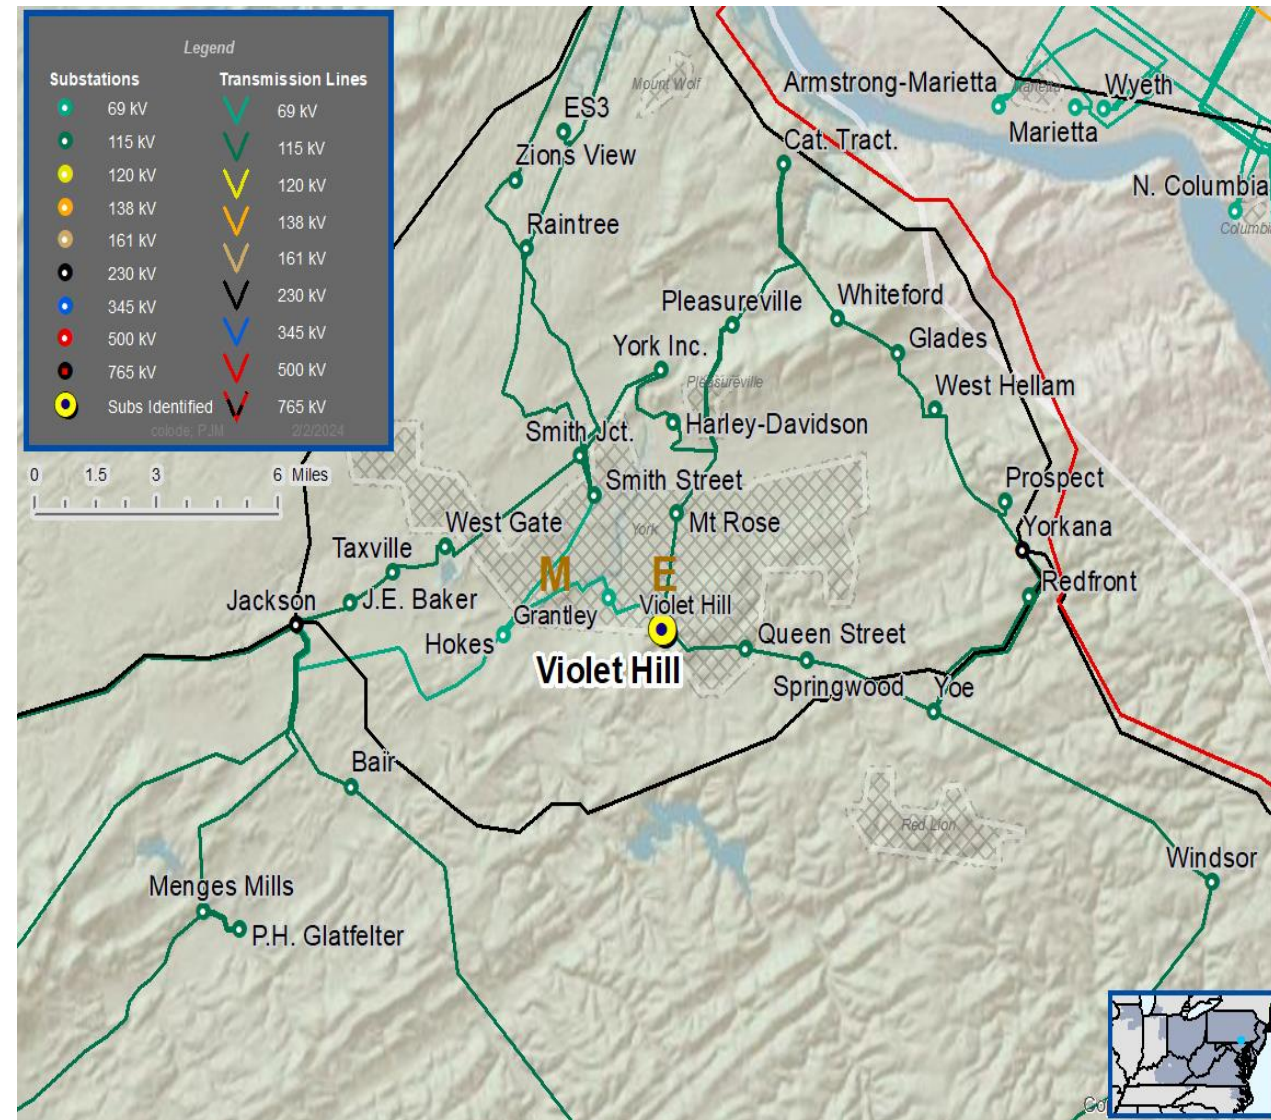 Legend
Substations
69 kV
115 kV
120 kV
138 kV
161 kV
230 kV
345 kV
500 kV
765 kV
Subs Identified
Transmission Lines
69 kV
115 kV
120 kV
138 kV
161 kV
230 kV
345 kV
500 kV
765 kV
colode, PJM 2/2/2024
0 1.5 3 6 Miles
Mount Wolf
Armstrong-Marietta
Wyeth
Marietta
Marietta
ES3
Zions View
Cat. Tract.
N. Columbia
Columbi
Raintree
Pleasureville
Whiteford
York Inc.
Glades
Pleasureville
West Hellam
Harley-Davidson
Smith Jct.
Prospect
Smith Street
West Gate
York
Mt Rose
Yorkana
Taxville
M E
Redfront
Jackson
J.E. Baker
Grantley
Violet Hill
Hokes
Queen Street
Violet Hill
Springwood
Yoe
Bair
Red Lion
Windsor
Menges Mills
P.H. Glatfelter